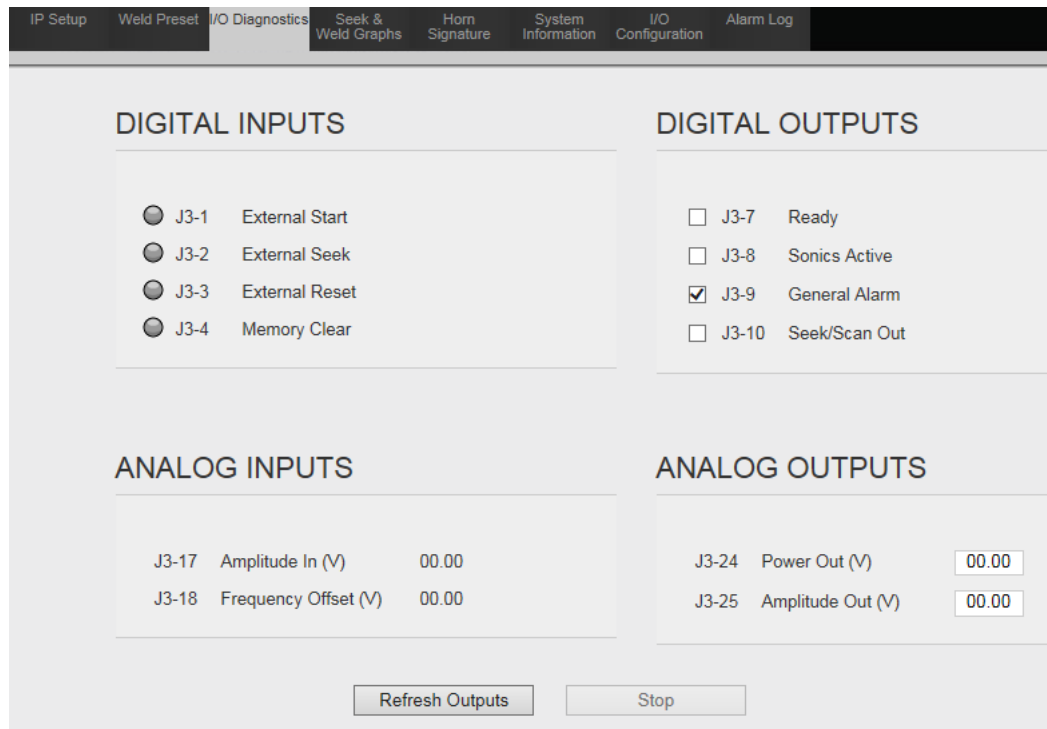 IP Setup
Weld Preset
I/O Diagnostics
Seek &
Weld Graphs
Horn
Signature
System
Information
I/O
Configuration
Alarm Log
DIGITAL INPUTS
J3-1 External Start
J3-2 External Seek
J3-3 External Reset
J3-4 Memory Clear
DIGITAL OUTPUTS
J3-7 Ready
J3-8 Sonics Active
J3-9 General Alarm
J3-10 Seek/Scan Out
ANALOG INPUTS
J3-17 Amplitude In (V) 00.00
J3-18 Frequency Offset (V) 00.00
ANALOG OUTPUTS
J3-24 Power Out (V) 00.00
J3-25 Amplitude Out (V) 00.00
Refresh Outputs
Stop